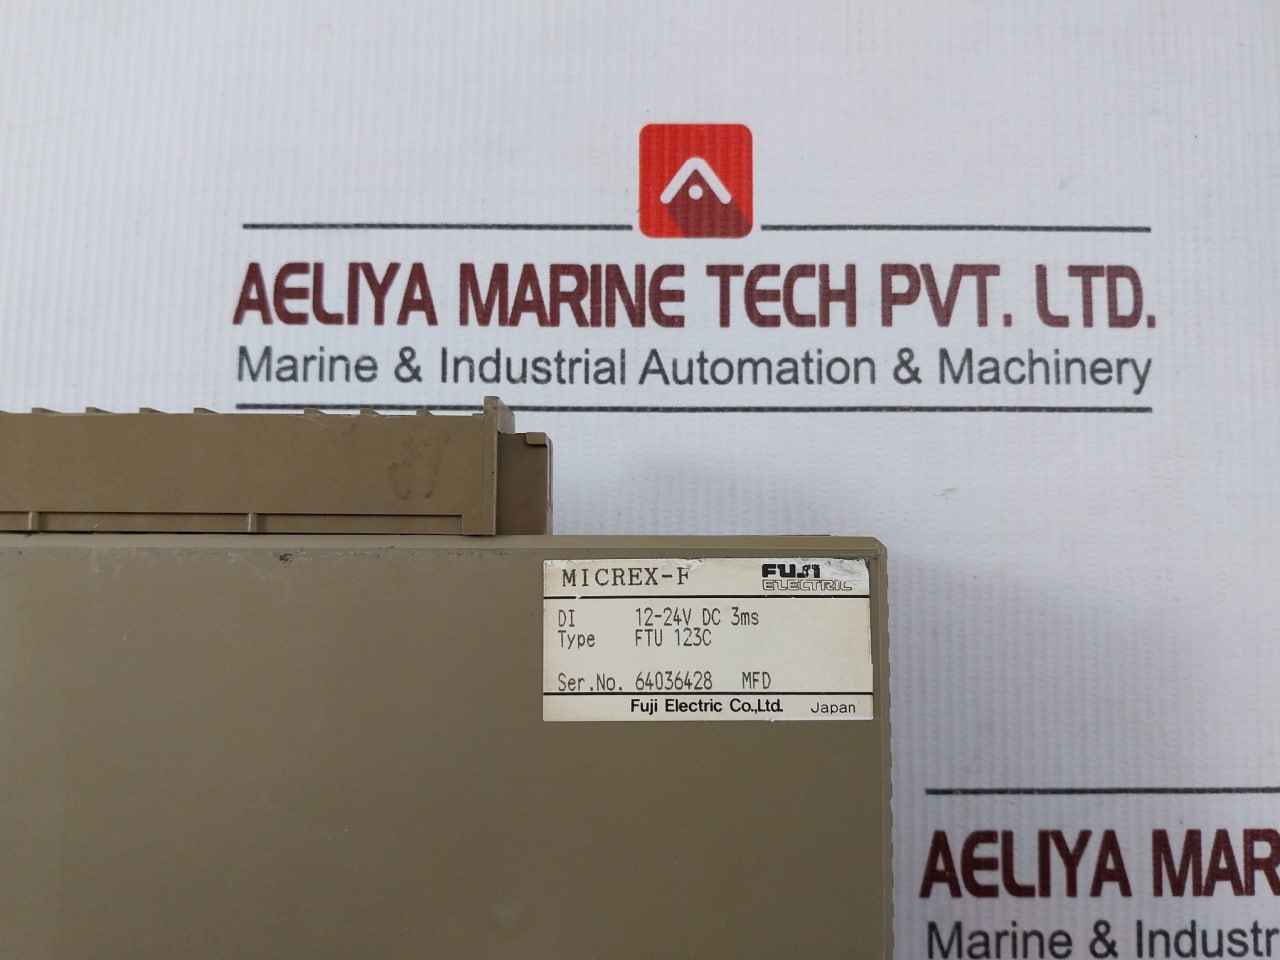 AELIYA MARINE TECH PVT. LTD.
Marine & Industrial Automation & Machinery
MICREX-F FUJI ELECTRIC
DI 12-24V DC 3ms
Type FTU 123C
Ser.No. 64036428 MFD
Fuji Electric Co.,Ltd. Japan
AELIYA MAR
Marine & Industr